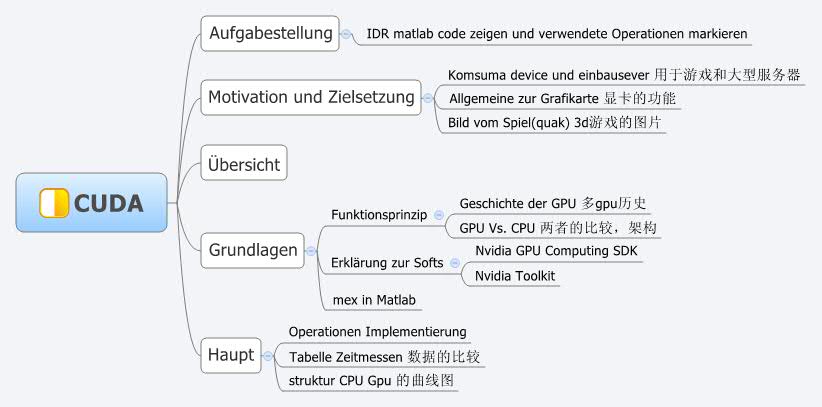 CUDA
Aufgabestellung
IDR matlab code zeigen und verwendete Operationen markieren
Motivation und Zielsetzung
Komsuma device und einbausever 用于游戏和大型服务器
Allgemeine zur Grafikarte 显卡的功能
Bild vom Spiel(quak) 3d游戏的图片
Übersicht
Grundlagen
Funktionsprinzip
Geschichte der GPU 多gpu历史
GPU Vs. CPU 两者的比较，架构
Erklärung zur Softs
Nvidia GPU Computing SDK
Nvidia Toolkit
mex in Matlab
Haupt
Operationen Implementierung
Tabelle Zeitmessen 数据的比较
struktur CPU Gpu 的曲线图